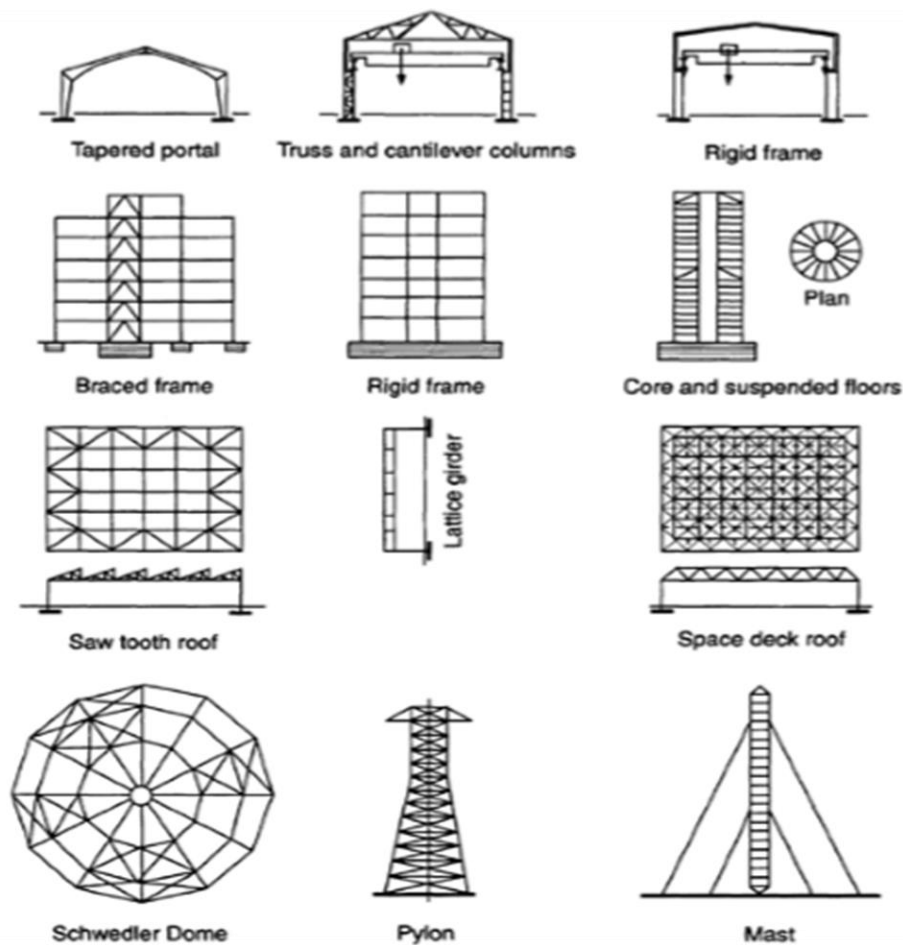 Tapered portal
Truss and cantilever columns
Rigid frame
Plan
Braced frame
Rigid frame
Core and suspended floors
Lattice girder
Saw tooth roof
Space deck roof
Schwedler Dome
Pylon
Mast